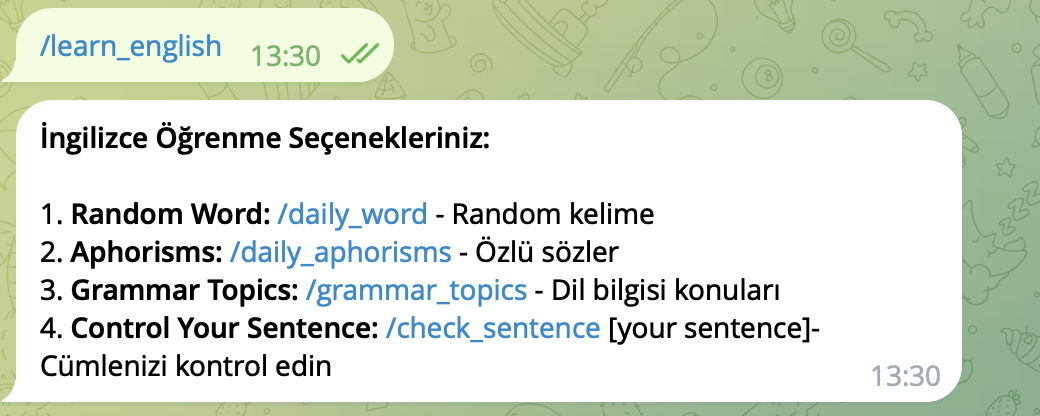 /learn_english 13:30
İngilizce Öğrenme Seçenekleriniz:
1. Random Word: /daily_word - Random kelime
2. Aphorisms: /daily_aphorisms - Özlü sözler
3. Grammar Topics: /grammar_topics - Dil bilgisi konuları
4. Control Your Sentence: /check_sentence [your sentence]-
Cümlenizi kontrol edin
13:30